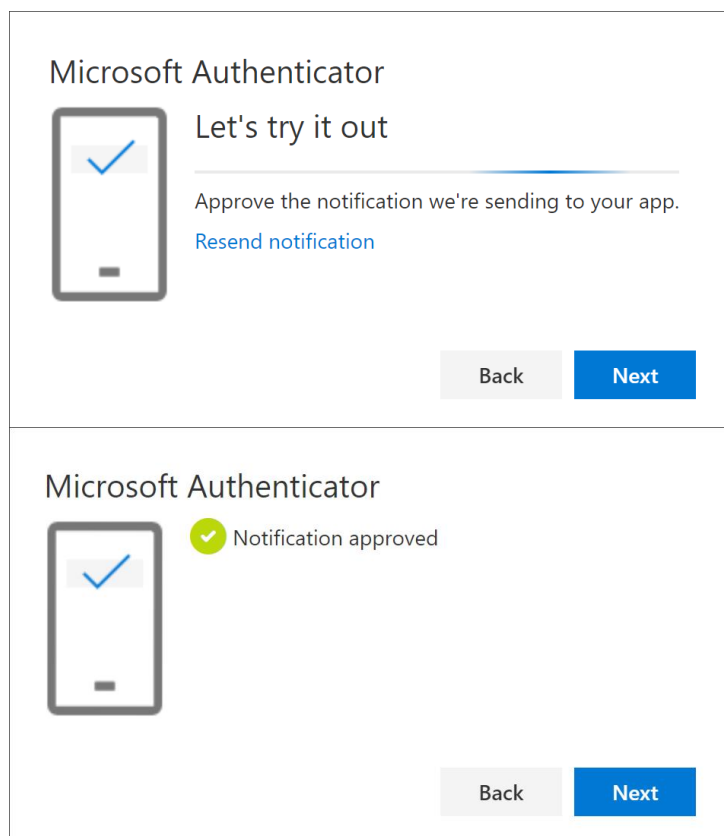 Microsoft Authenticator
Let's try it out
Approve the notification we're sending to your app.
Resend notification
Back
Next
Microsoft Authenticator
Notification approved
Back
Next